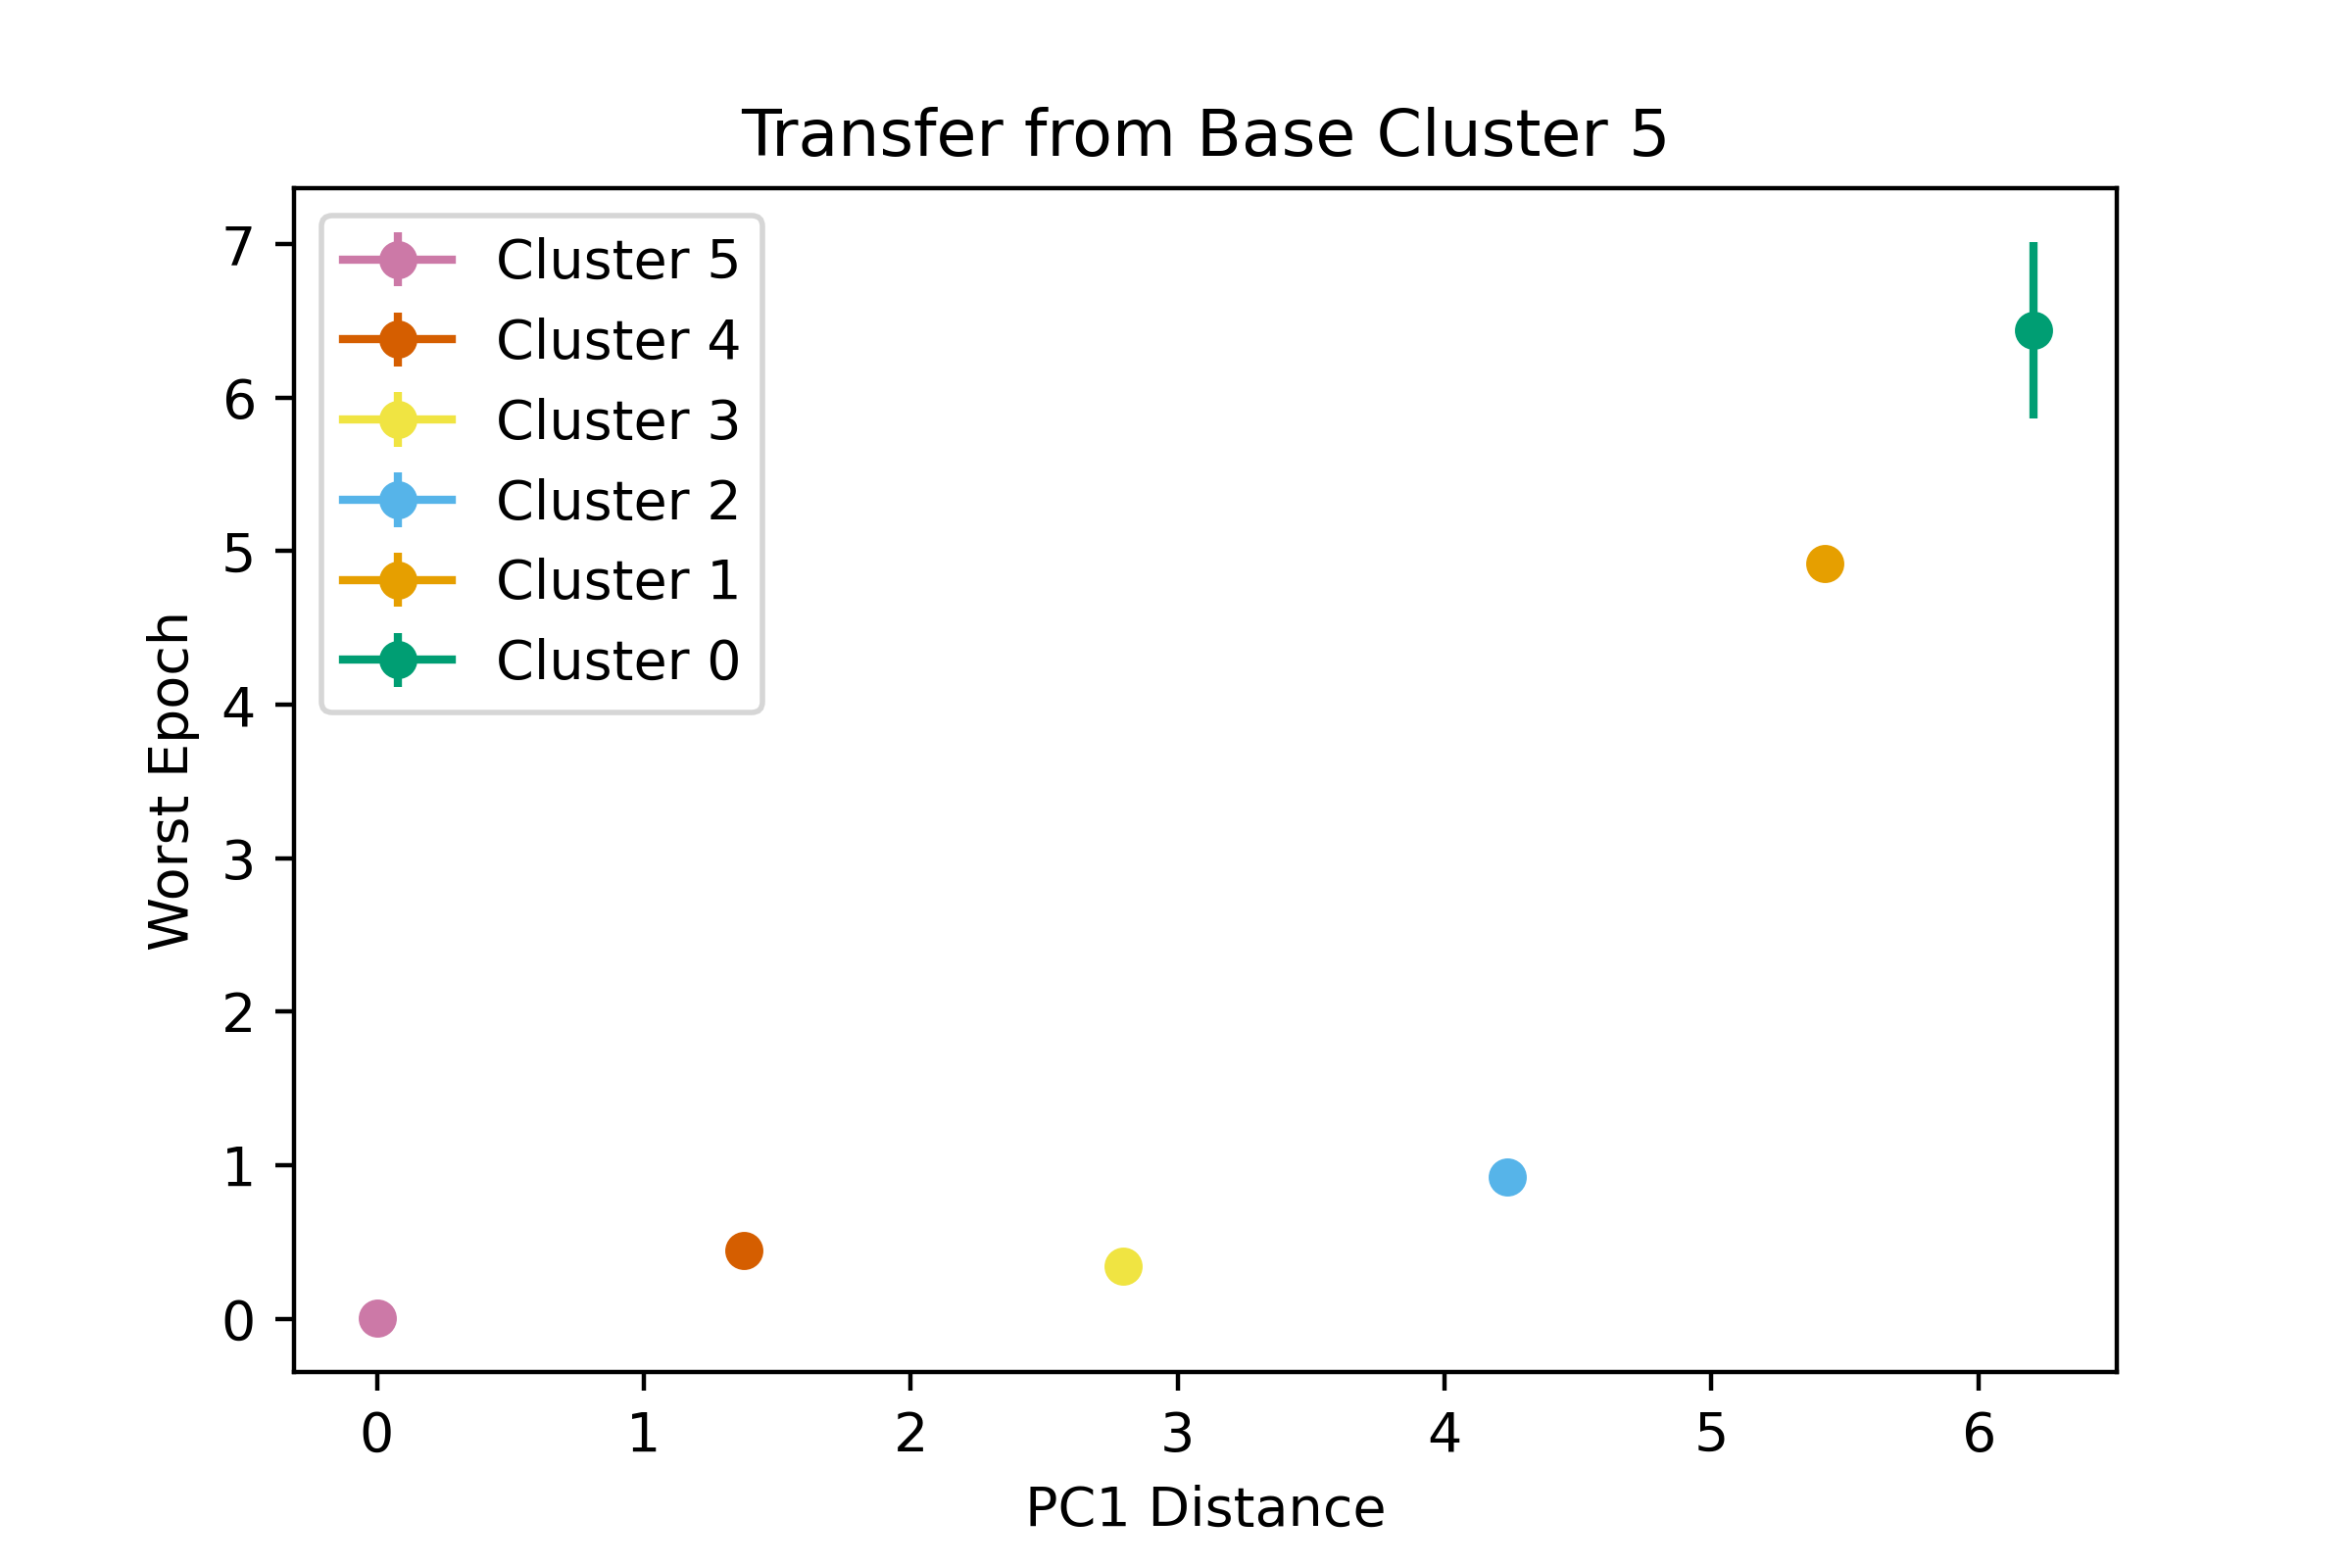 Transfer from Base Cluster 5
Cluster 5
Cluster 4
Cluster 3
Cluster 2
Cluster 1
Cluster 0
Worst Epoch
7
6
5
4
3
2
1
0
0 1 2 3 4 5 6
PC1 Distance